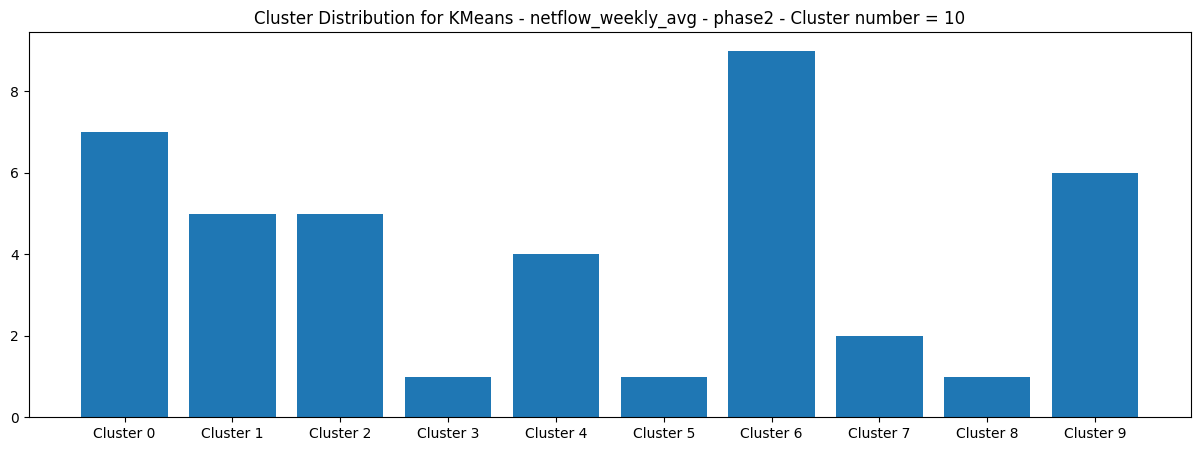 Cluster Distribution for KMeans - netflow_weekly_avg - phase2 - Cluster number = 10
8
6
4
2
0
Cluster 0 Cluster 1 Cluster 2 Cluster 3 Cluster 4 Cluster 5 Cluster 6 Cluster 7 Cluster 8 Cluster 9